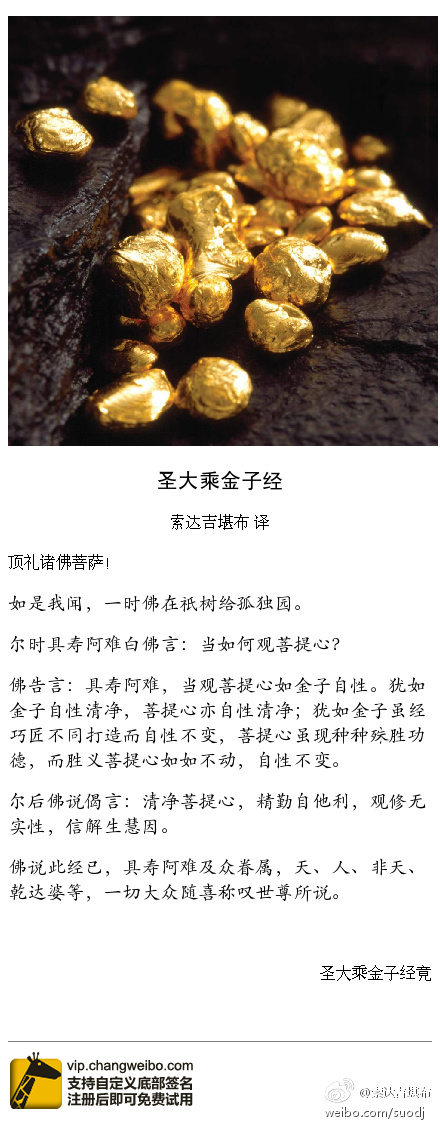 圣大乘金子经
索达吉堪布 译
顶礼诸佛菩萨！
如是我闻，一时佛在祇树给孤独园。
尔时具寿阿难白佛言：当如何观菩提心？
佛告言：具寿阿难，当观菩提心如金子自性。犹如
金子自性清净，菩提心亦自性清净；犹如金子虽经
巧匠不同打造而自性不变，菩提心虽现种种殊胜功
德，而胜义菩提心如如不动，自性不变。
尔后佛说偈言：清净菩提心，精勤自他利，观修无
实性，信解生慧因。
佛说此经已，具寿阿难及众眷属，天、人、非天、
乾达婆等，一切大众随喜称叹世尊所说。
圣大乘金子经竟
vip.changweibo.com
支持自定义底部签名
注册后即可免费试用
@索达吉堪布
weibo.com/suodj